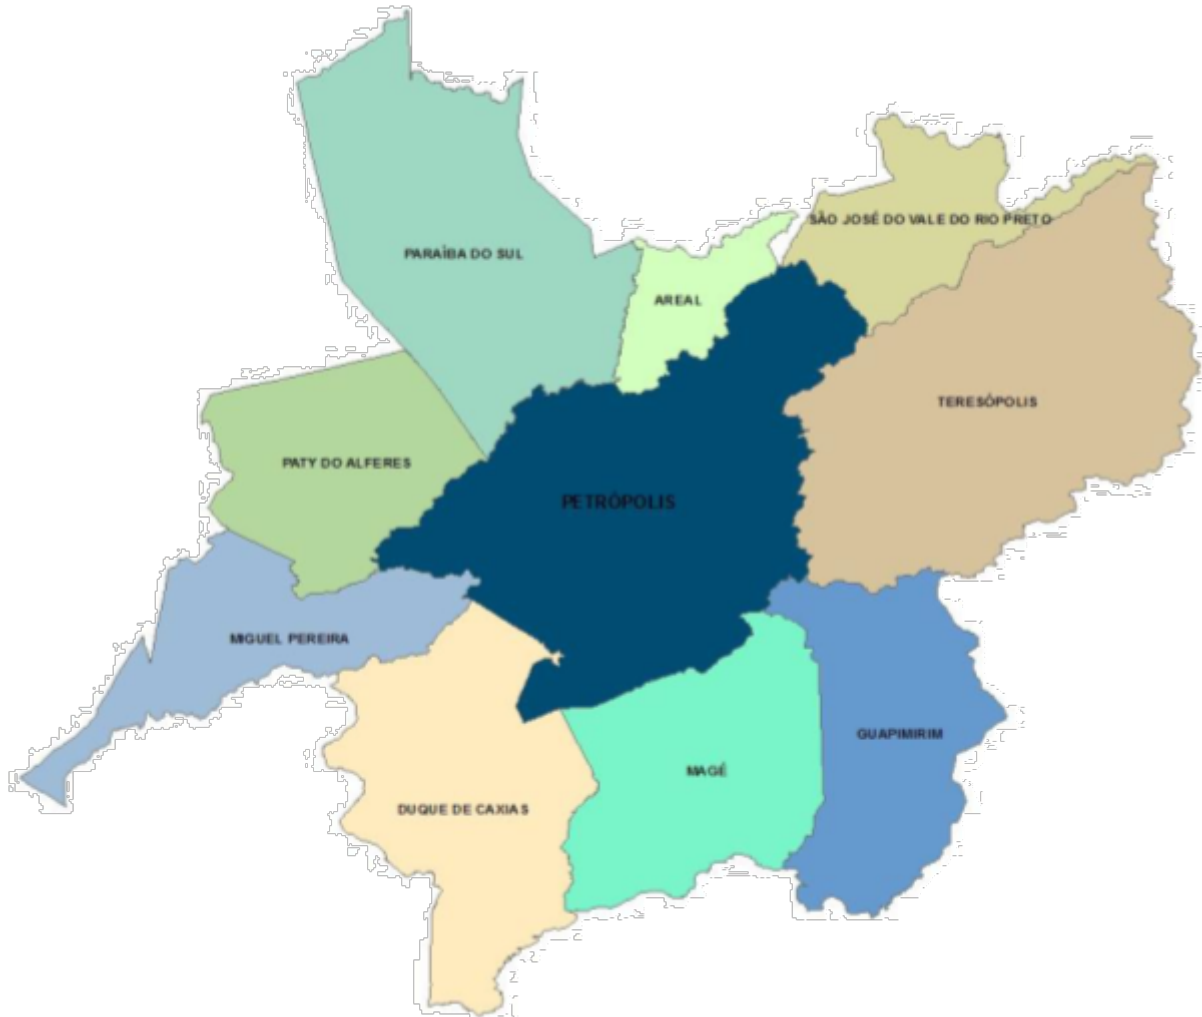 SÃO JOSÉ DO VALE DO RIO PRETO
PARAÍBA DO SUL
AREAL
TERESÓPOLIS
PATY DO ALFERES
PETRÓPOLIS
MIGUEL PEREIRA
GUAPIMIRIM
MAGÉ
DUQUE DE CAXIAS